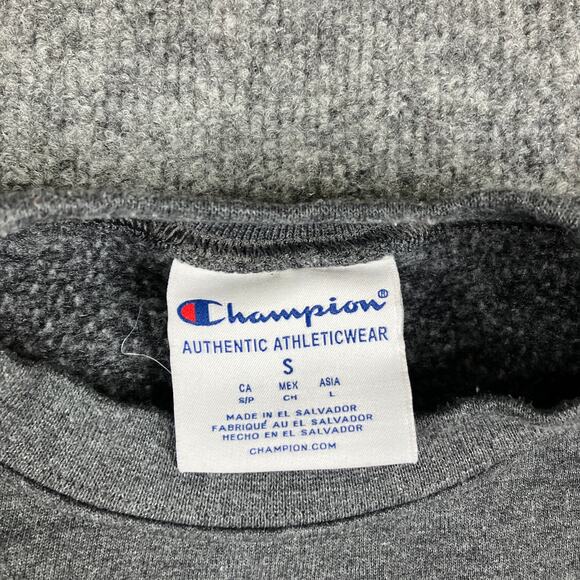 Champion®
AUTHENTIC ATHLETICWEAR
S
CA MEX ASIA
S/P CH L
MADE IN EL SALVADOR
FABRIQUÉ AU EL SALVADOR
HECHO EN EL SALVADOR
CHAMPION.COM